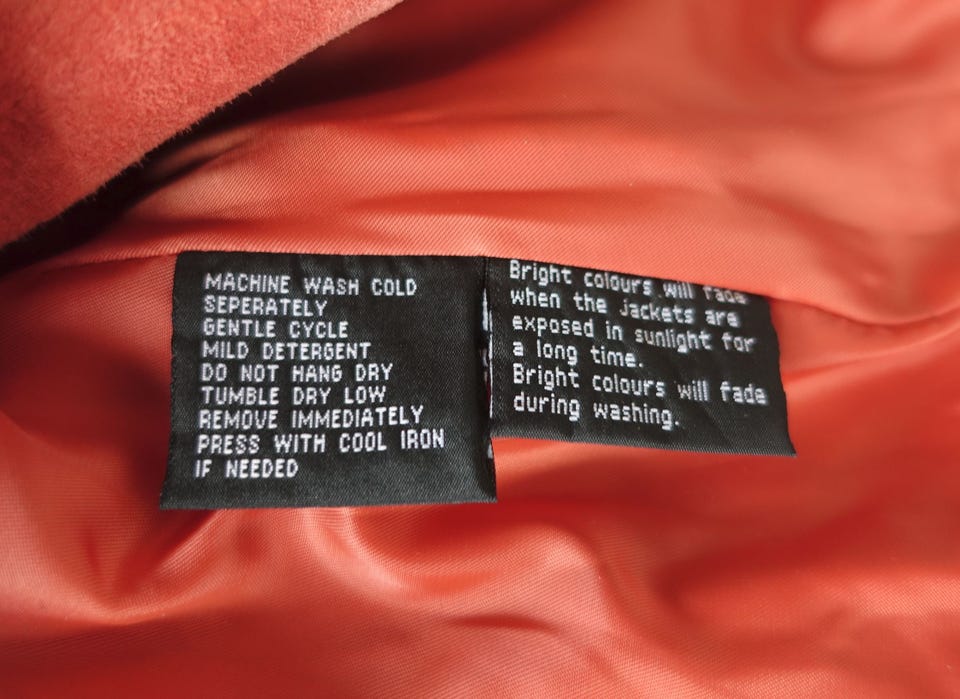 MACHINE WASH COLD
SEPERATELY
GENTLE CYCLE
MILD DETERGENT
DO NOT HANG DRY
TUMBLE DRY LOW
REMOVE IMMEDIATELY
PRESS WITH COOL IRON
IF NEEDED
Bright colours will fade
when the jackets are
exposed in sunlight for
a long time.
Bright colours will fade
during washing.